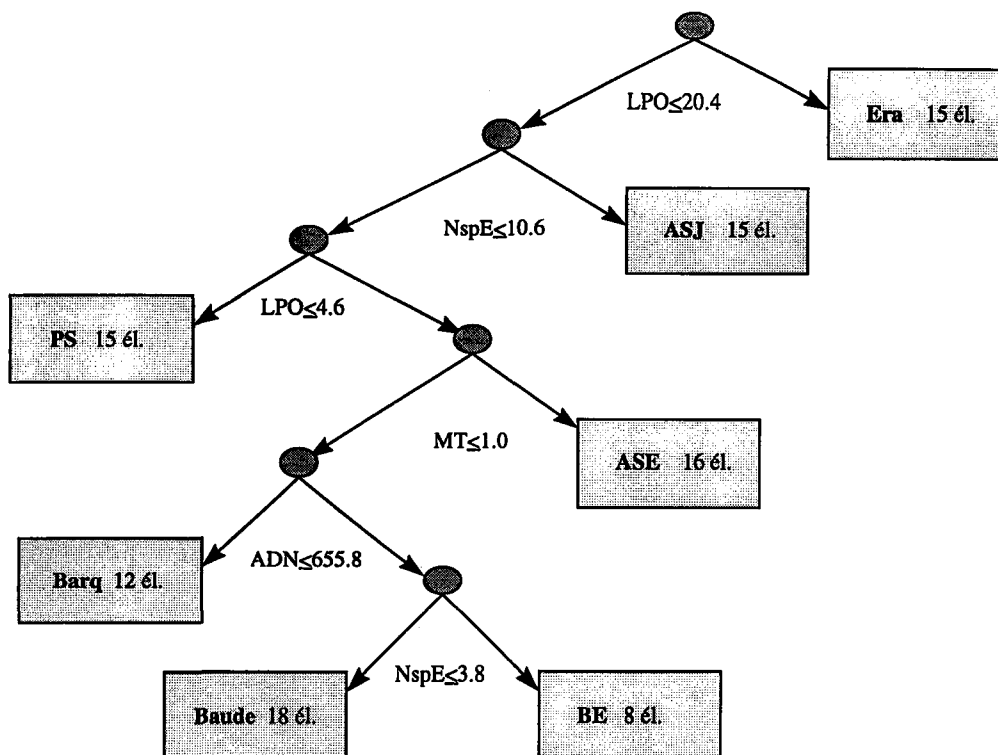 LPO≤20.4
Era 15 él.
NspE≤10.6
ASJ 15 él.
LPO≤4.6
PS 15 él.
MT≤1.0
ASE 16 él.
ADN≤655.8
Barq 12 él.
NspE≤3.8
Baude 18 él.
BE 8 él.